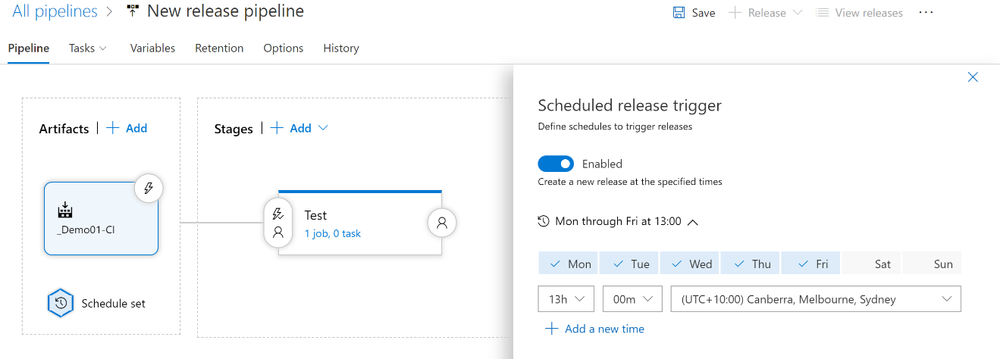 All pipelines > New release pipeline
Save Release View releases ...
Pipeline Tasks Variables Retention Options History
Artifacts | + Add
Stages | + Add
_Demo01-CI
Test
1 job, 0 task
Schedule set
Scheduled release trigger
Define schedules to trigger releases
Enabled
Create a new release at the specified times
Mon through Fri at 13:00
Mon Tue Wed Thu Fri Sat Sun
13h 00m (UTC+10:00) Canberra, Melbourne, Sydney
+ Add a new time